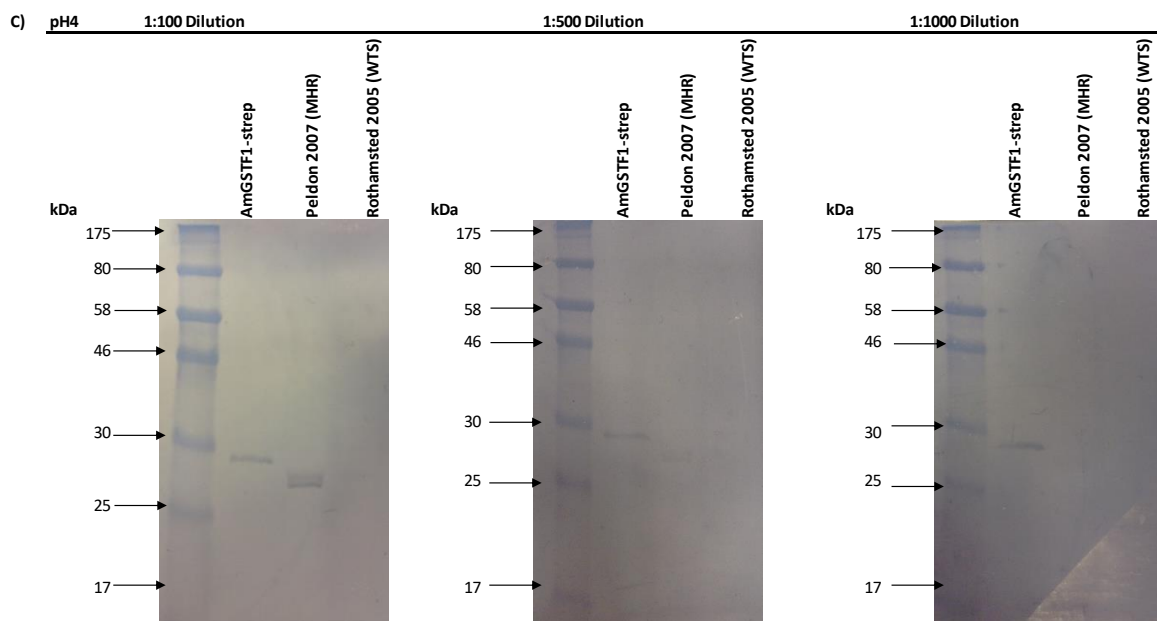 C) pH4 1:100 Dilution 1:500 Dilution 1:1000 Dilution
AmGSTF1-strep
Peldon 2007 (MHR)
Rothamsted 2005 (WTS)
kDa
175
80
58
46
30
25
17
AmGSTF1-strep
Peldon 2007 (MHR)
Rothamsted 2005 (WTS)
kDa
175
80
58
46
30
25
17
AmGSTF1-strep
Peldon 2007 (MHR)
Rothamsted 2005 (WTS)
kDa
175
80
58
46
30
25
17